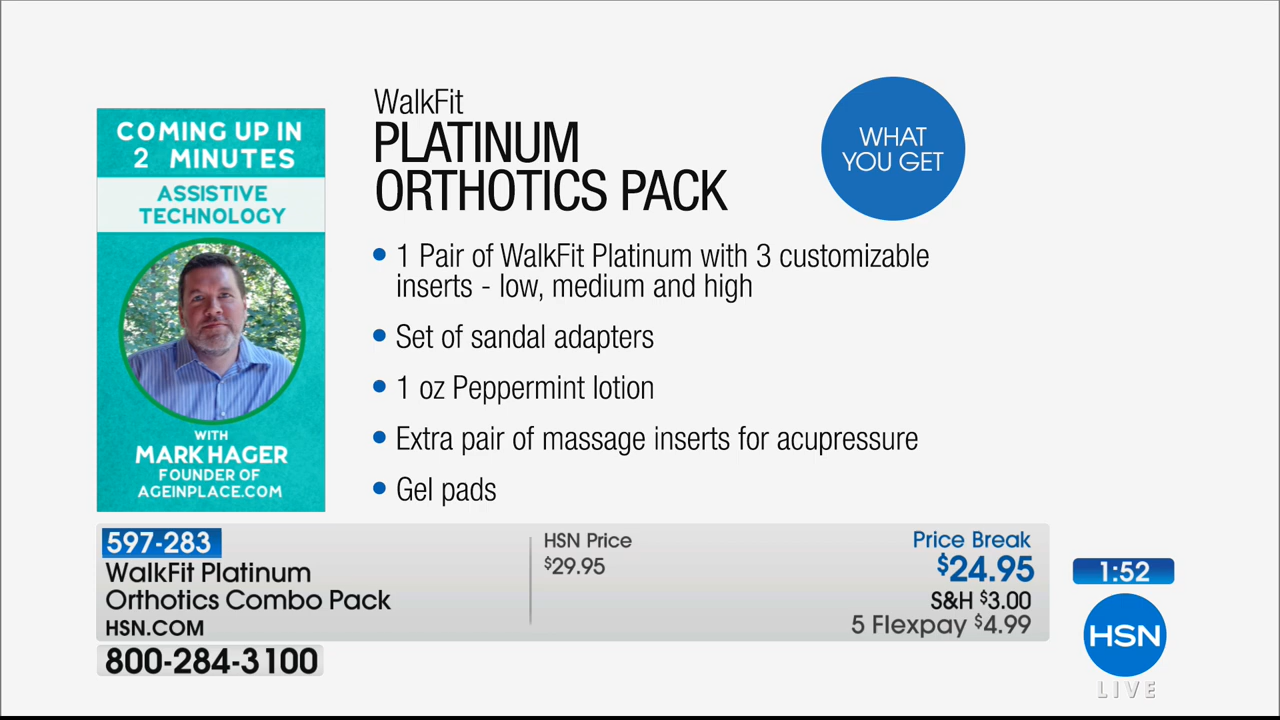 COMING UP IN
2 MINUTES
ASSISTIVE
TECHNOLOGY
WITH
MARK HAGER
FOUNDER OF
AGEINPLACE.COM
WalkFit
PLATINUM
ORTHOTICS PACK
WHAT
YOU GET
• 1 Pair of WalkFit Platinum with 3 customizable
inserts - low, medium and high
• Set of sandal adapters
• 1 oz Peppermint lotion
• Extra pair of massage inserts for acupressure
• Gel pads
597-283
WalkFit Platinum
Orthotics Combo Pack
HSN.COM
800-284-3100
HSN Price
$29.95
Price Break
$24.95
S&H $3.00
5 Flexpay $4.99
1:52
HSN
LIVE